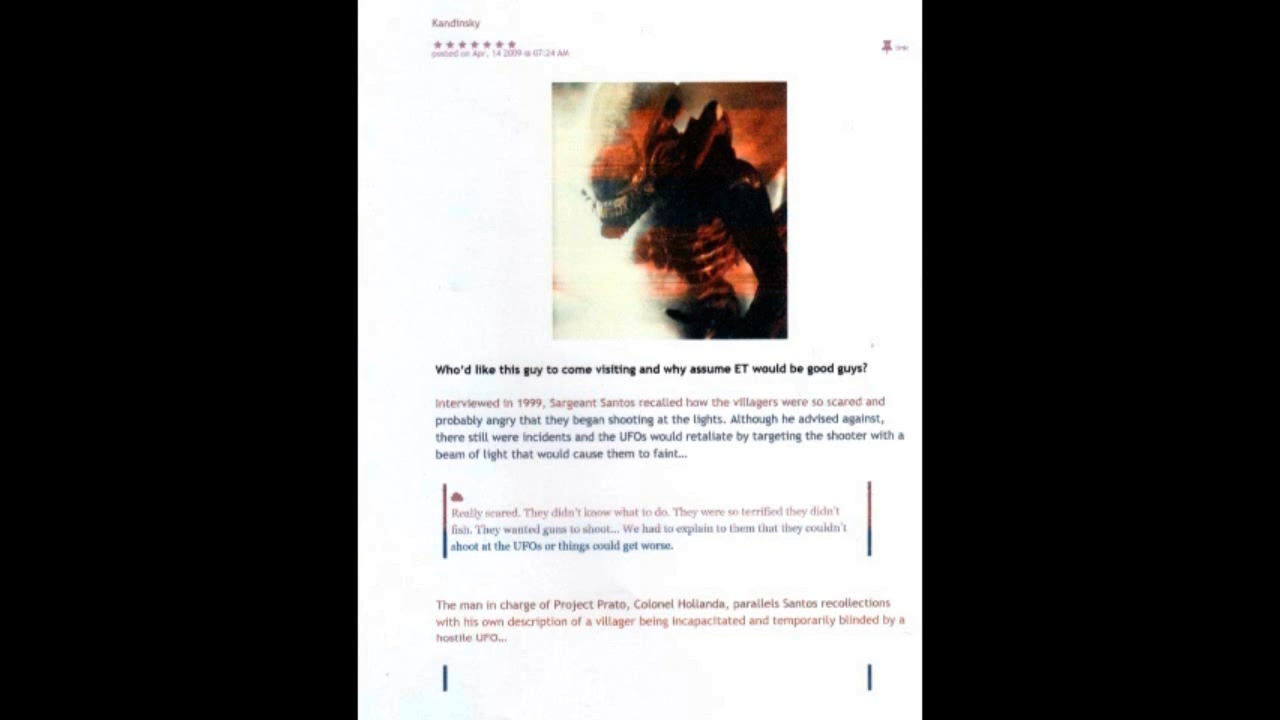 Kandinsky
posted on Apr, 14 2009 @ 07:24 AM
link
Who'd like this guy to come visiting and why assume ET would be good guys?
Interviewed in 1999, Sargeant Santos recalled how the villagers were so scared and
probably angry that they began shooting at the lights. Although he advised against,
there still were incidents and the UFOs would retaliate by targeting the shooter with a
beam of light that would cause them to faint...
Really scared. They didn't know what to do. They were so terrified they didn't
fish. They wanted guns to shoot... We had to explain to them that they couldn't
shoot at the UFOs or things could get worse.
The man in charge of Project Prato, Colonel Hollanda, parallels Santos recollections
with his own description of a villager being incapacitated and temporarily blinded by a
hostile UFO...